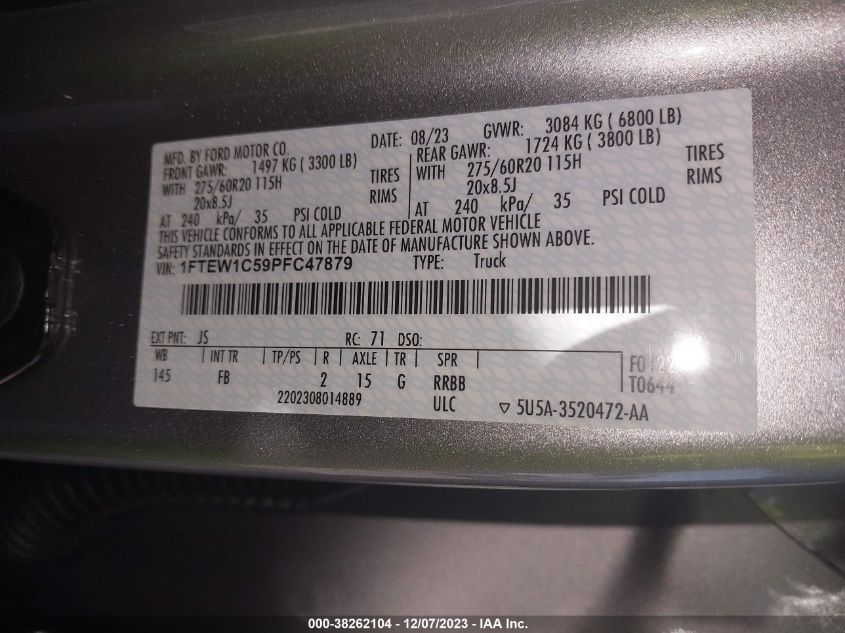 MFD. BY FORD MOTOR CO. DATE: 08/23 GVWR: 3084 KG ( 6800 LB)
FRONT GAWR: 1497 KG ( 3300 LB) REAR GAWR: 1724 KG ( 3800 LB)
WITH 275/60R20 115H TIRES WITH 275/60R20 115H TIRES
20x8.5J RIMS 20x8.5J RIMS
AT 240 kPa/ 35 PSI COLD AT 240 kPa/ 35 PSI COLD
THIS VEHICLE CONFORMS TO ALL APPLICABLE FEDERAL MOTOR VEHICLE
SAFETY STANDARDS IN EFFECT ON THE DATE OF MANUFACTURE SHOWN ABOVE.
VIN: 1FTEW1C59PFC47879 TYPE: Truck
EXT PNT: JS RC: 71 DSO:
WB INT TR TP/PS R AXLE TR SPR
145 FB 2 15 G RRBB
T0644
2202308014889 ULC ▽ 5U5A-3520472-AA
000-38262104 - 12/07/2023 - IAA Inc.